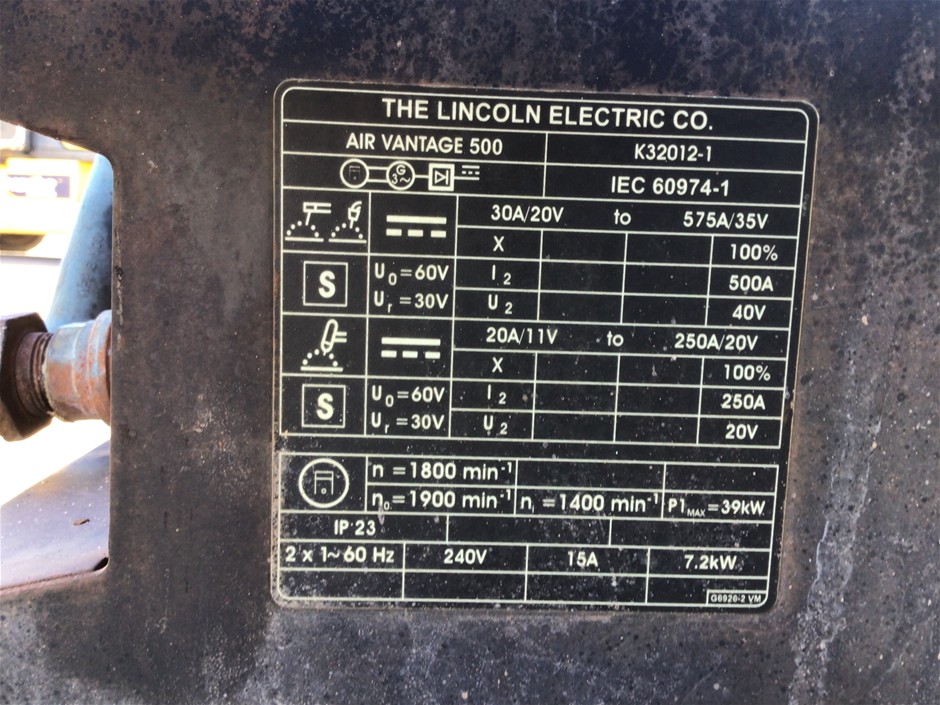 THE LINCOLN ELECTRIC CO.
AIR VANTAGE 500
K32012-1
G
3~
IEC 60974-1
30A/20V to 575A/35V
X 100%
S U₀=60V I₂ 500A
Uᵣ=30V U₂ 40V
20A/11V to 250A/20V
X 100%
S U₀=60V I₂ 250A
Uᵣ=30V U₂ 20V
n =1800 min⁻¹
n₀=1900 min⁻¹ nᵢ=1400 min⁻¹ P1MAX=39kW
IP 23
2 x 1~60 Hz 240V 15A 7.2kW
G6926-2 VM